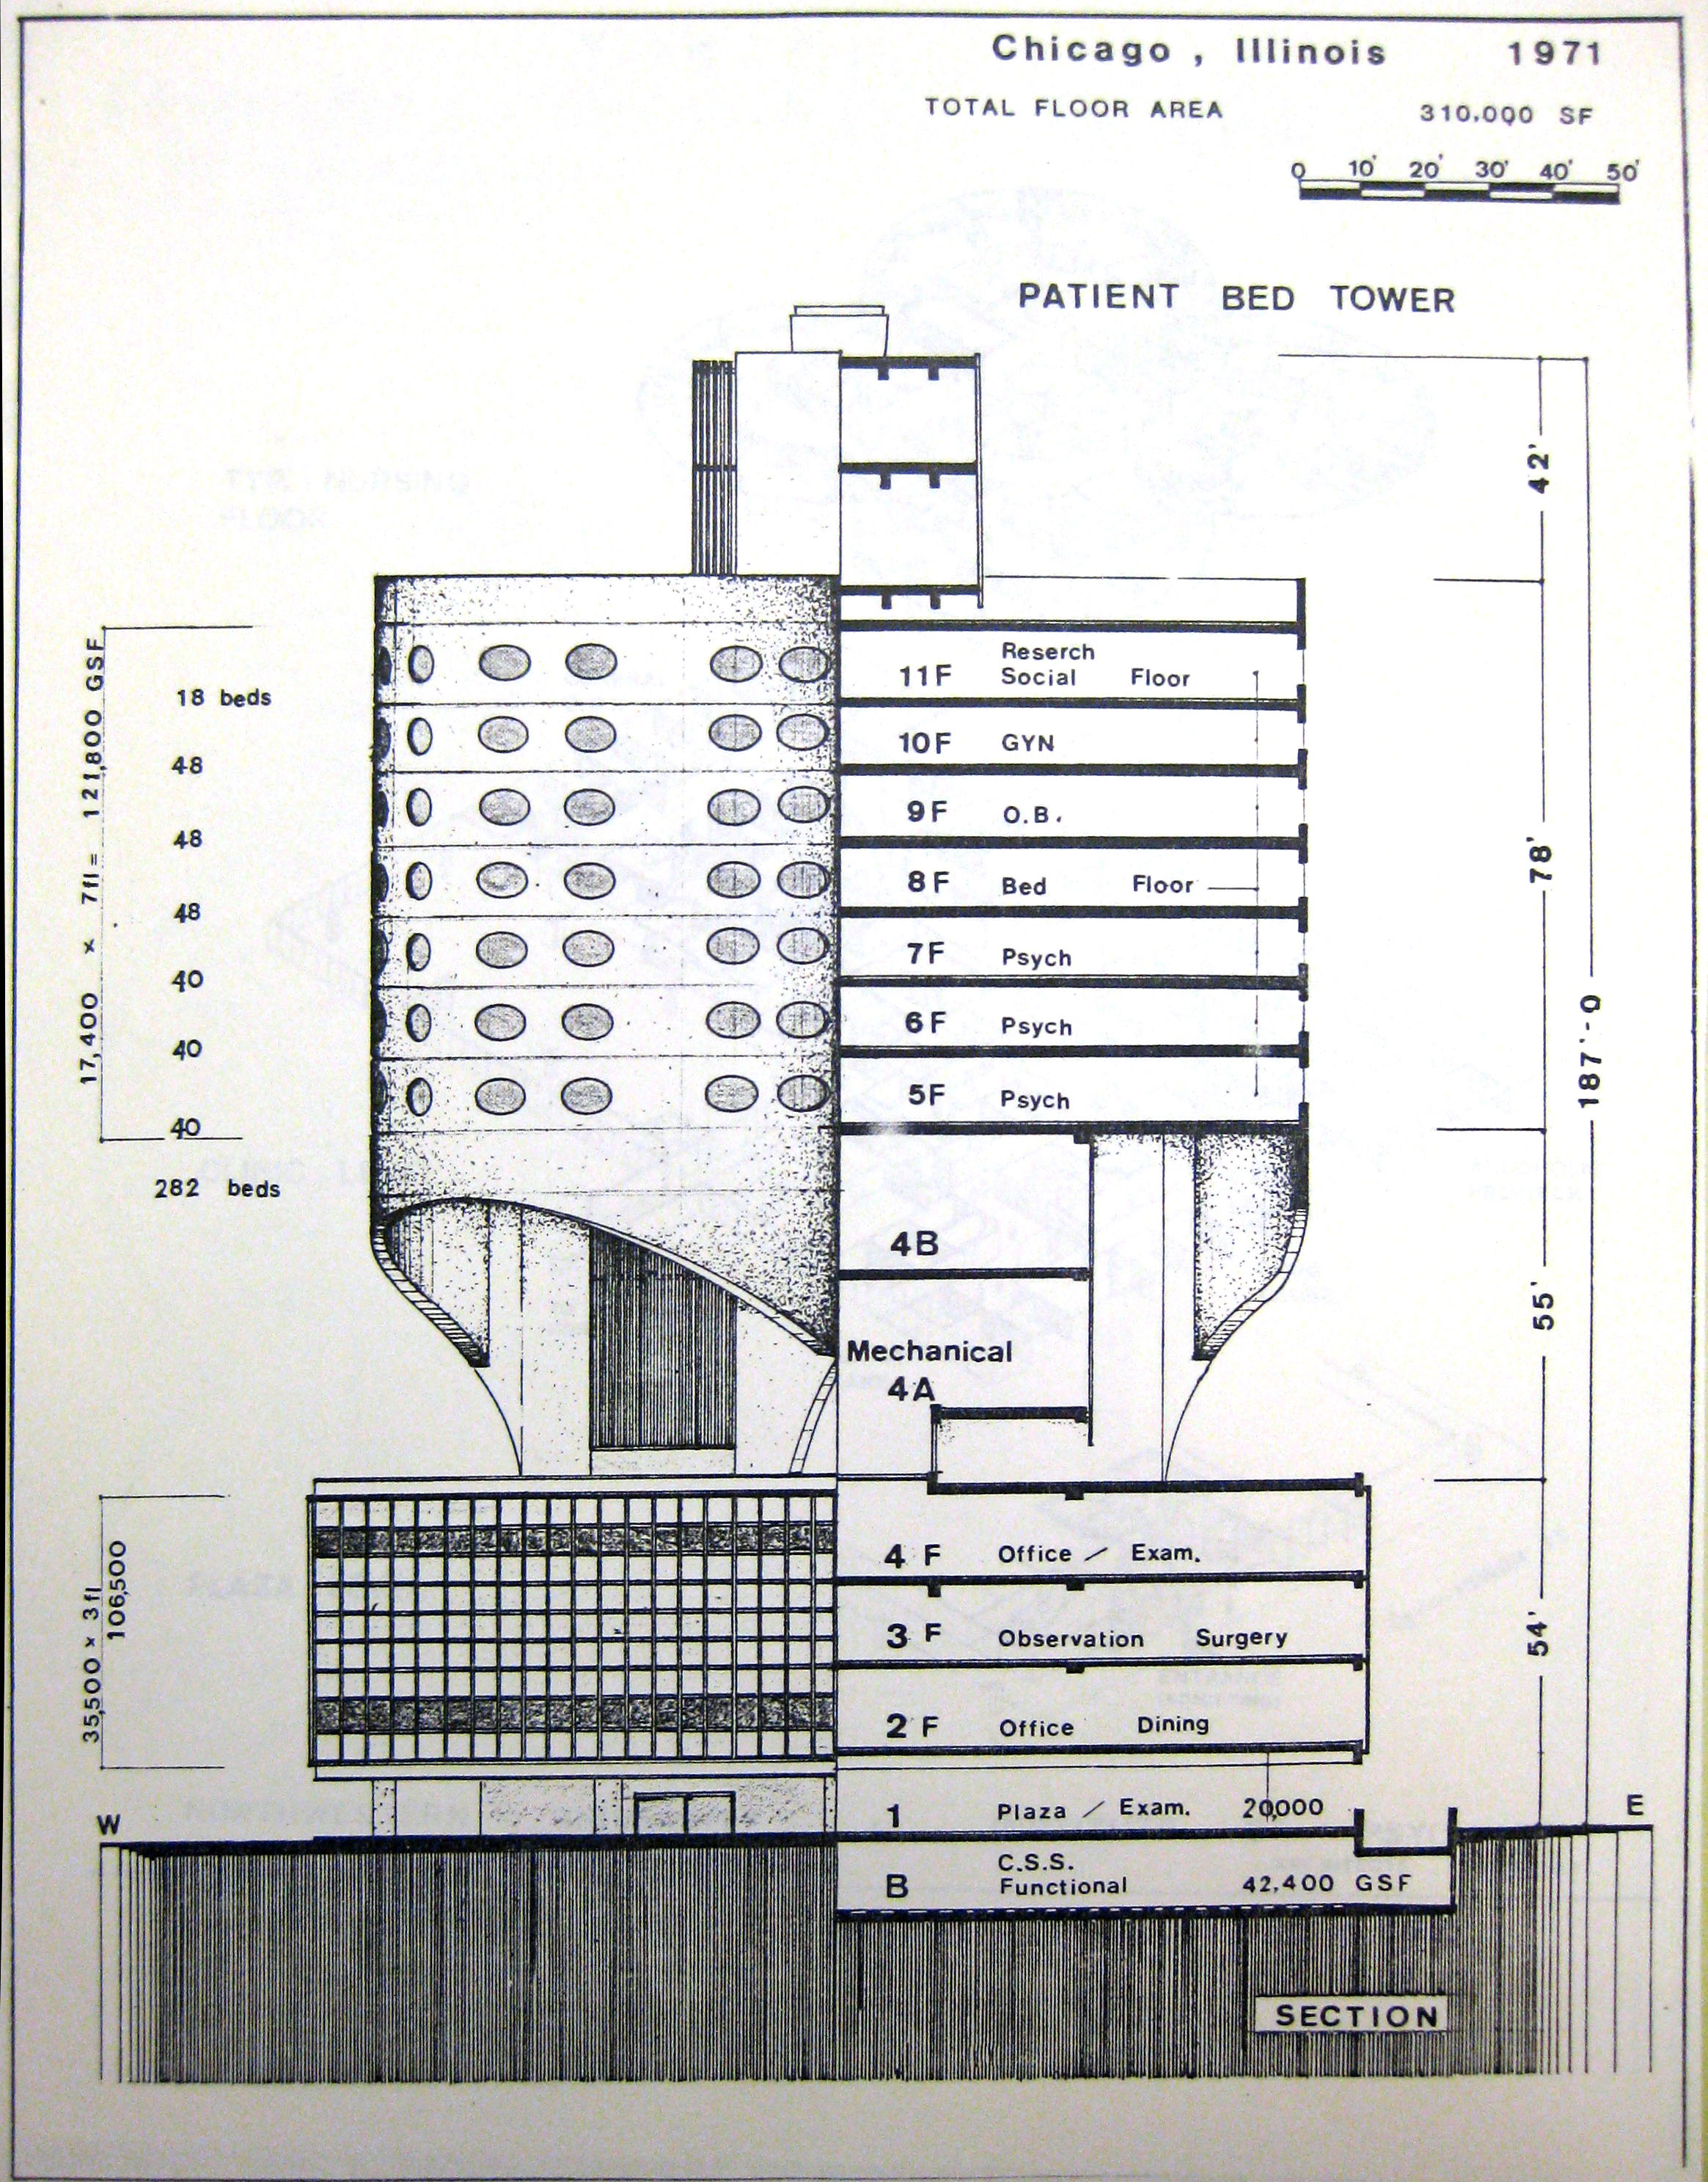 Chicago , Illinois 1971
TOTAL FLOOR AREA 310.000 SF
0 10' 20' 30' 40' 50'
PATIENT BED TOWER
42'
78'
187'-0
55'
54'
17,400 x 7fl = 121,800 GSF
18 beds
48
48
48
40
40
40
282 beds
11F Reserch
Social Floor
10F GYN
9F O.B.
8F Bed Floor
7F Psych
6F Psych
5F Psych
4B
Mechanical
4A
35,500 x 3fl
106,500
4 F Office / Exam.
3 F Observation Surgery
2 F Office Dining
1 Plaza / Exam. 20,000
W
E
B C.S.S.
Functional 42,400 GSF
SECTION